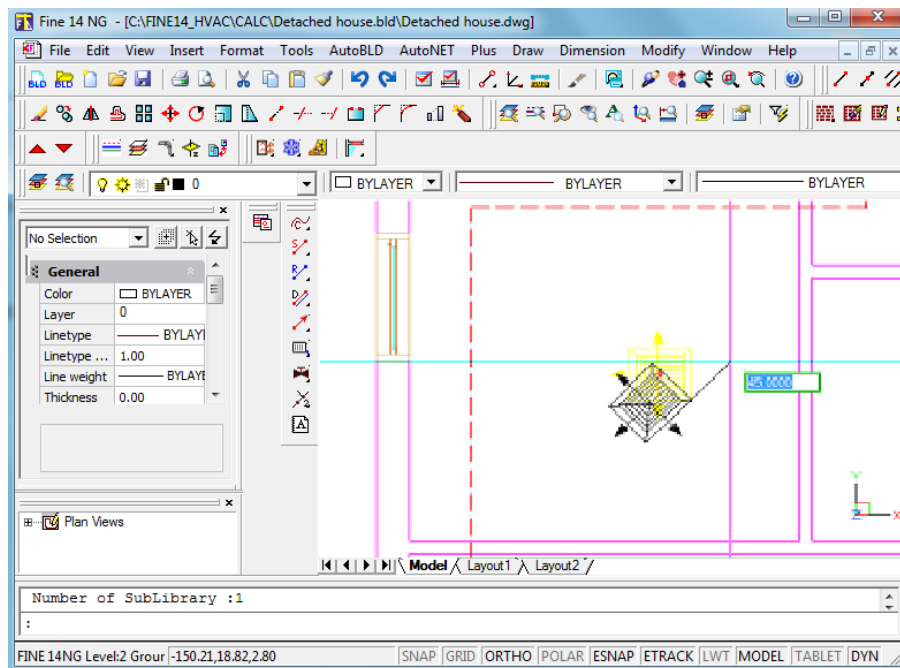 Fine 14 NG - [C:\FINE14_HVAC\CALC\Detached house.bld\Detached house.dwg]
File Edit View Insert Format Tools AutoBLD AutoNET Plus Draw Dimension Modify Window Help
BLD BLD
0
BYLAYER
BYLAYER
BYLAYER
No Selection
General
Color BYLAYER
Layer 0
Linetype BYLAY
Linetype ... 1.00
Line weight BYLAYE
Thickness 0.00
45.0000
Y
X
Z
Plan Views
Model Layout1 Layout2
Number of SubLibrary :1
:
FINE 14NG Level:2 Grour -150.21,18.82,2.80 SNAP GRID ORTHO POLAR ESNAP ETRACK LWT MODEL TABLET DYN